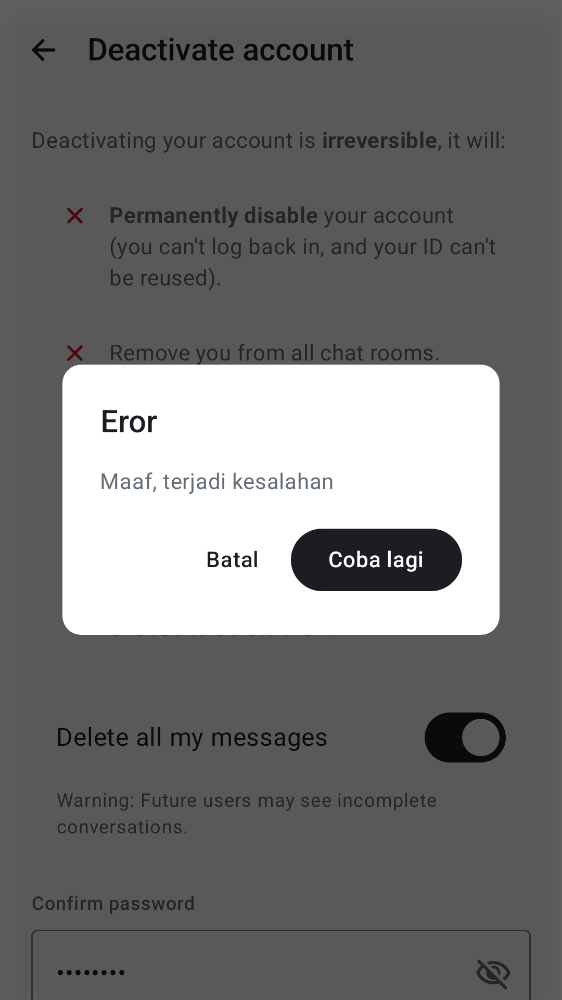 Deactivate account
Deactivating your account is irreversible, it will:
Permanently disable your account
(you can't log back in, and your ID can't
be reused).
Remove you from all chat rooms.
Eror
Maaf, terjadi kesalahan
Batal
Coba lagi
Delete all my messages
Warning: Future users may see incomplete
conversations.
Confirm password
••••••••